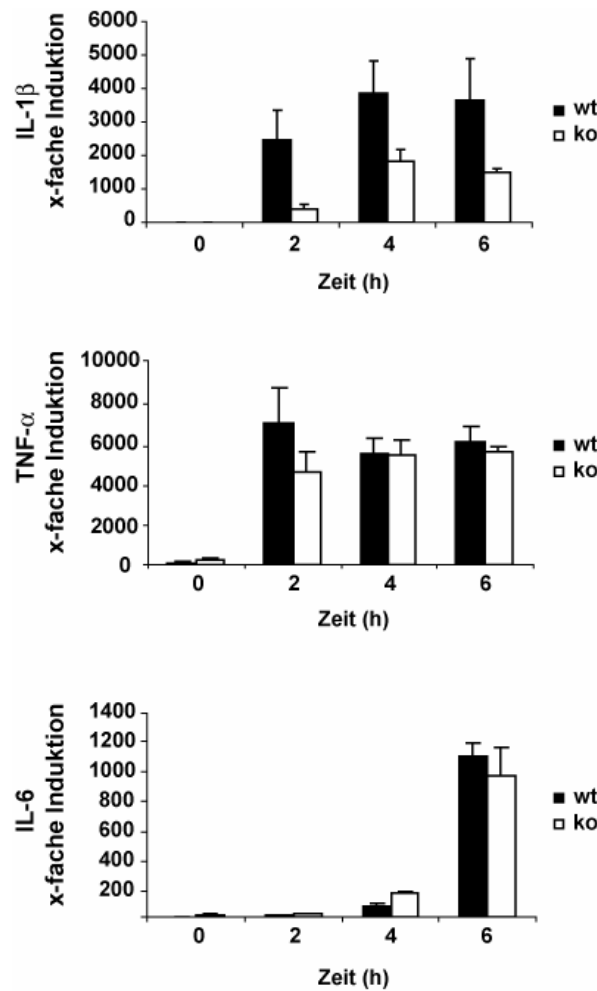 IL-1β
x-fache Induktion
6000
5000
4000
3000
2000
1000
0
0 2 4 6
Zeit (h)
wt
ko
TNF-α
x-fache Induktion
10000
8000
6000
4000
2000
0
0 2 4 6
Zeit (h)
wt
ko
IL-6
x-fache Induktion
1400
1200
1000
800
600
400
200
0 2 4 6
Zeit (h)
wt
ko